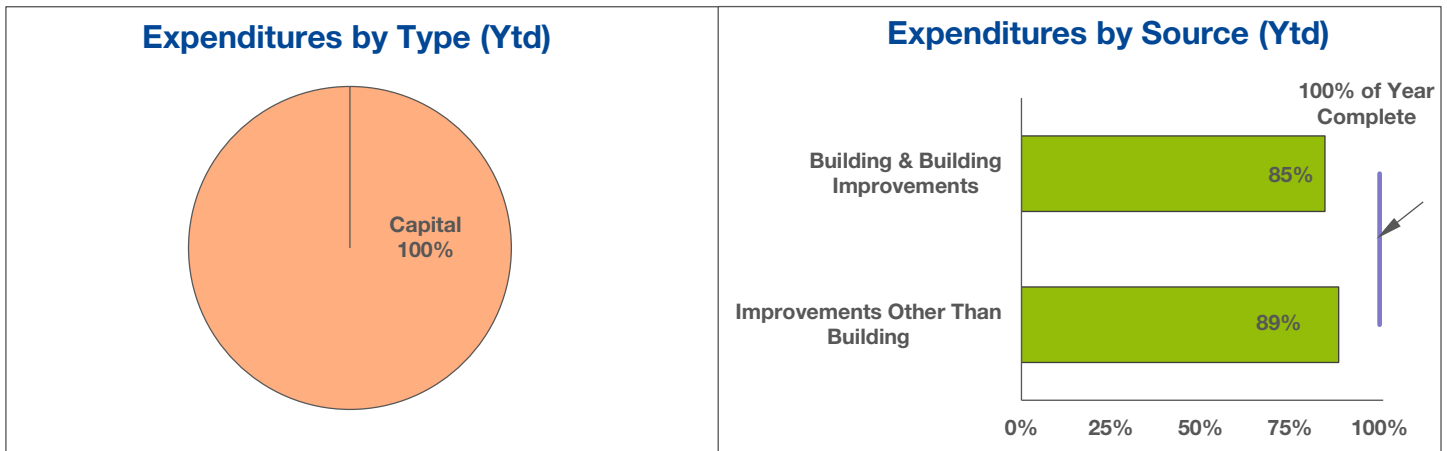 Expenditures by Type (Ytd)
Capital
100%
Expenditures by Source (Ytd)
100% of Year
Complete
Building & Building
Improvements
85%
Improvements Other Than
Building
89%
0% 25% 50% 75% 100%